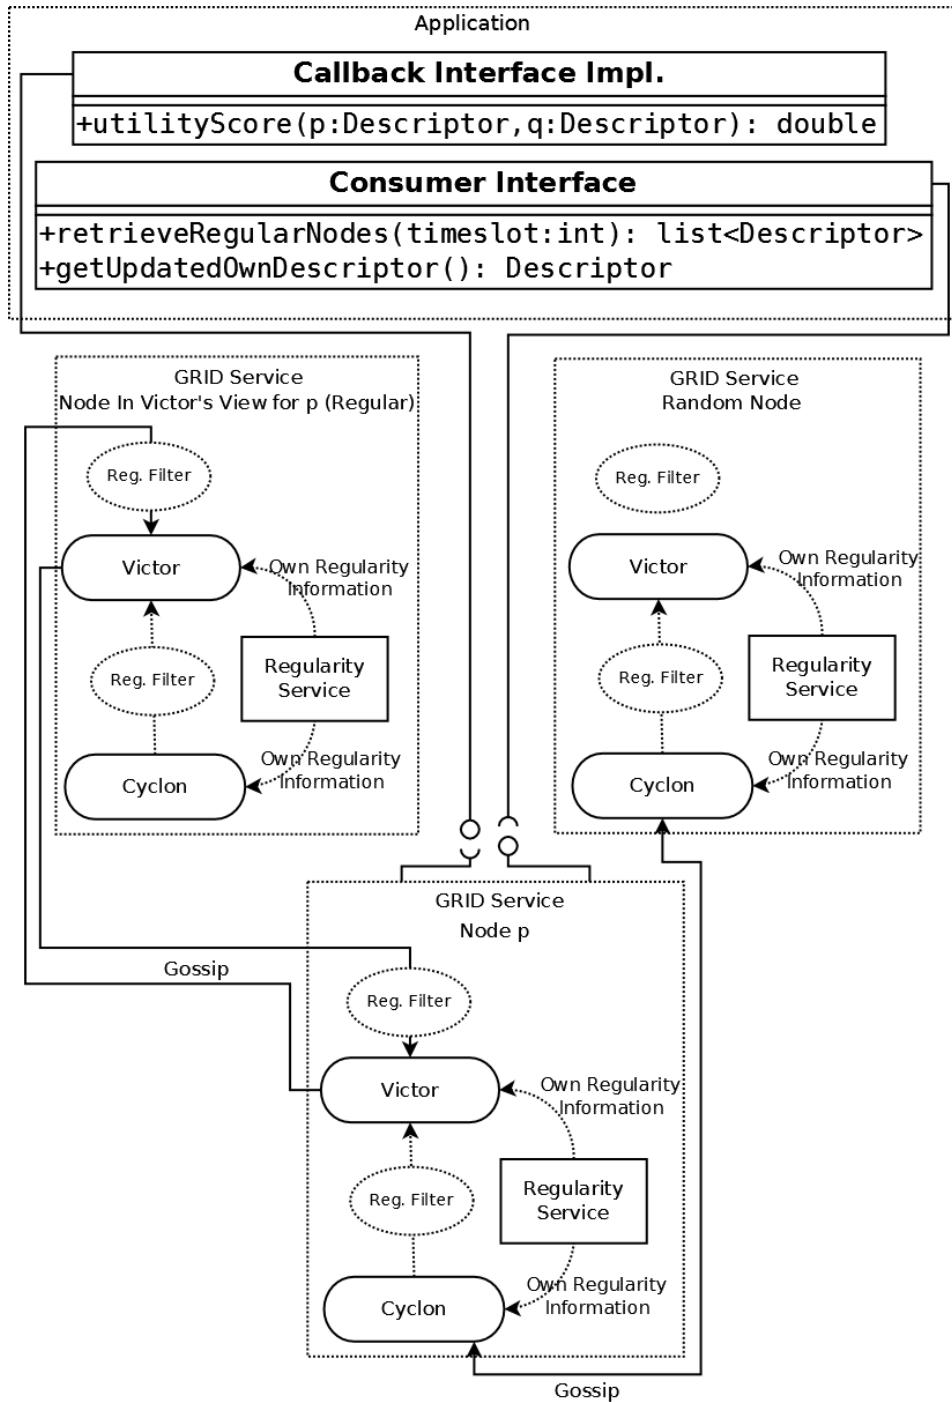 Application
Callback Interface Impl.
+utilityScore(p:Descriptor,q:Descriptor): double
Consumer Interface
+retrieveRegularNodes(timeslot:int): list<Descriptor>
+getUpdatedOwnDescriptor(): Descriptor
GRID Service
Node In Victor's View for p (Regular)
Reg. Filter
Victor
Own Regularity
Information
Reg. Filter
Regularity
Service
Own Regularity
Information
Cyclon
GRID Service
Random Node
Reg. Filter
Victor
Own Regularity
Information
Reg. Filter
Regularity
Service
Own Regularity
Information
Cyclon
GRID Service
Node p
Gossip
Reg. Filter
Victor
Own Regularity
Information
Reg. Filter
Regularity
Service
Own Regularity
Information
Cyclon
Gossip